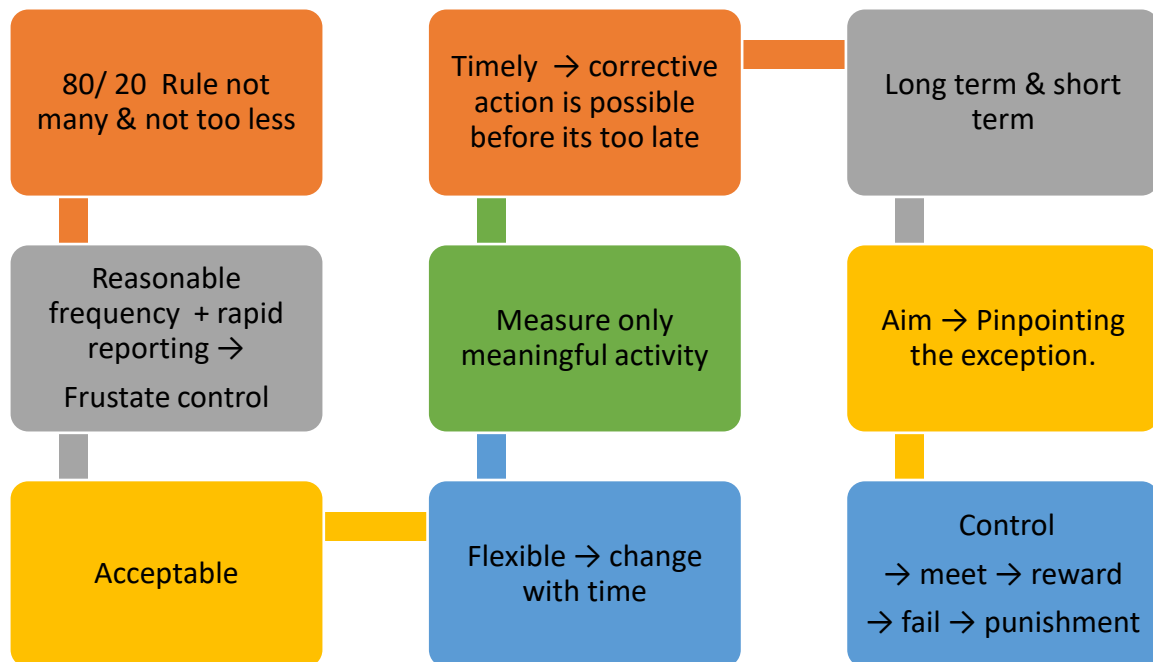 80/ 20 Rule not
many & not too less
Reasonable
frequency + rapid
reporting →
Frustate control
Acceptable
Flexible → change
with time
Measure only
meaningful activity
Timely → corrective
action is possible
before its too late
Long term & short
term
Aim → Pinpointing
the exception.
Control
→ meet → reward
→ fail → punishment